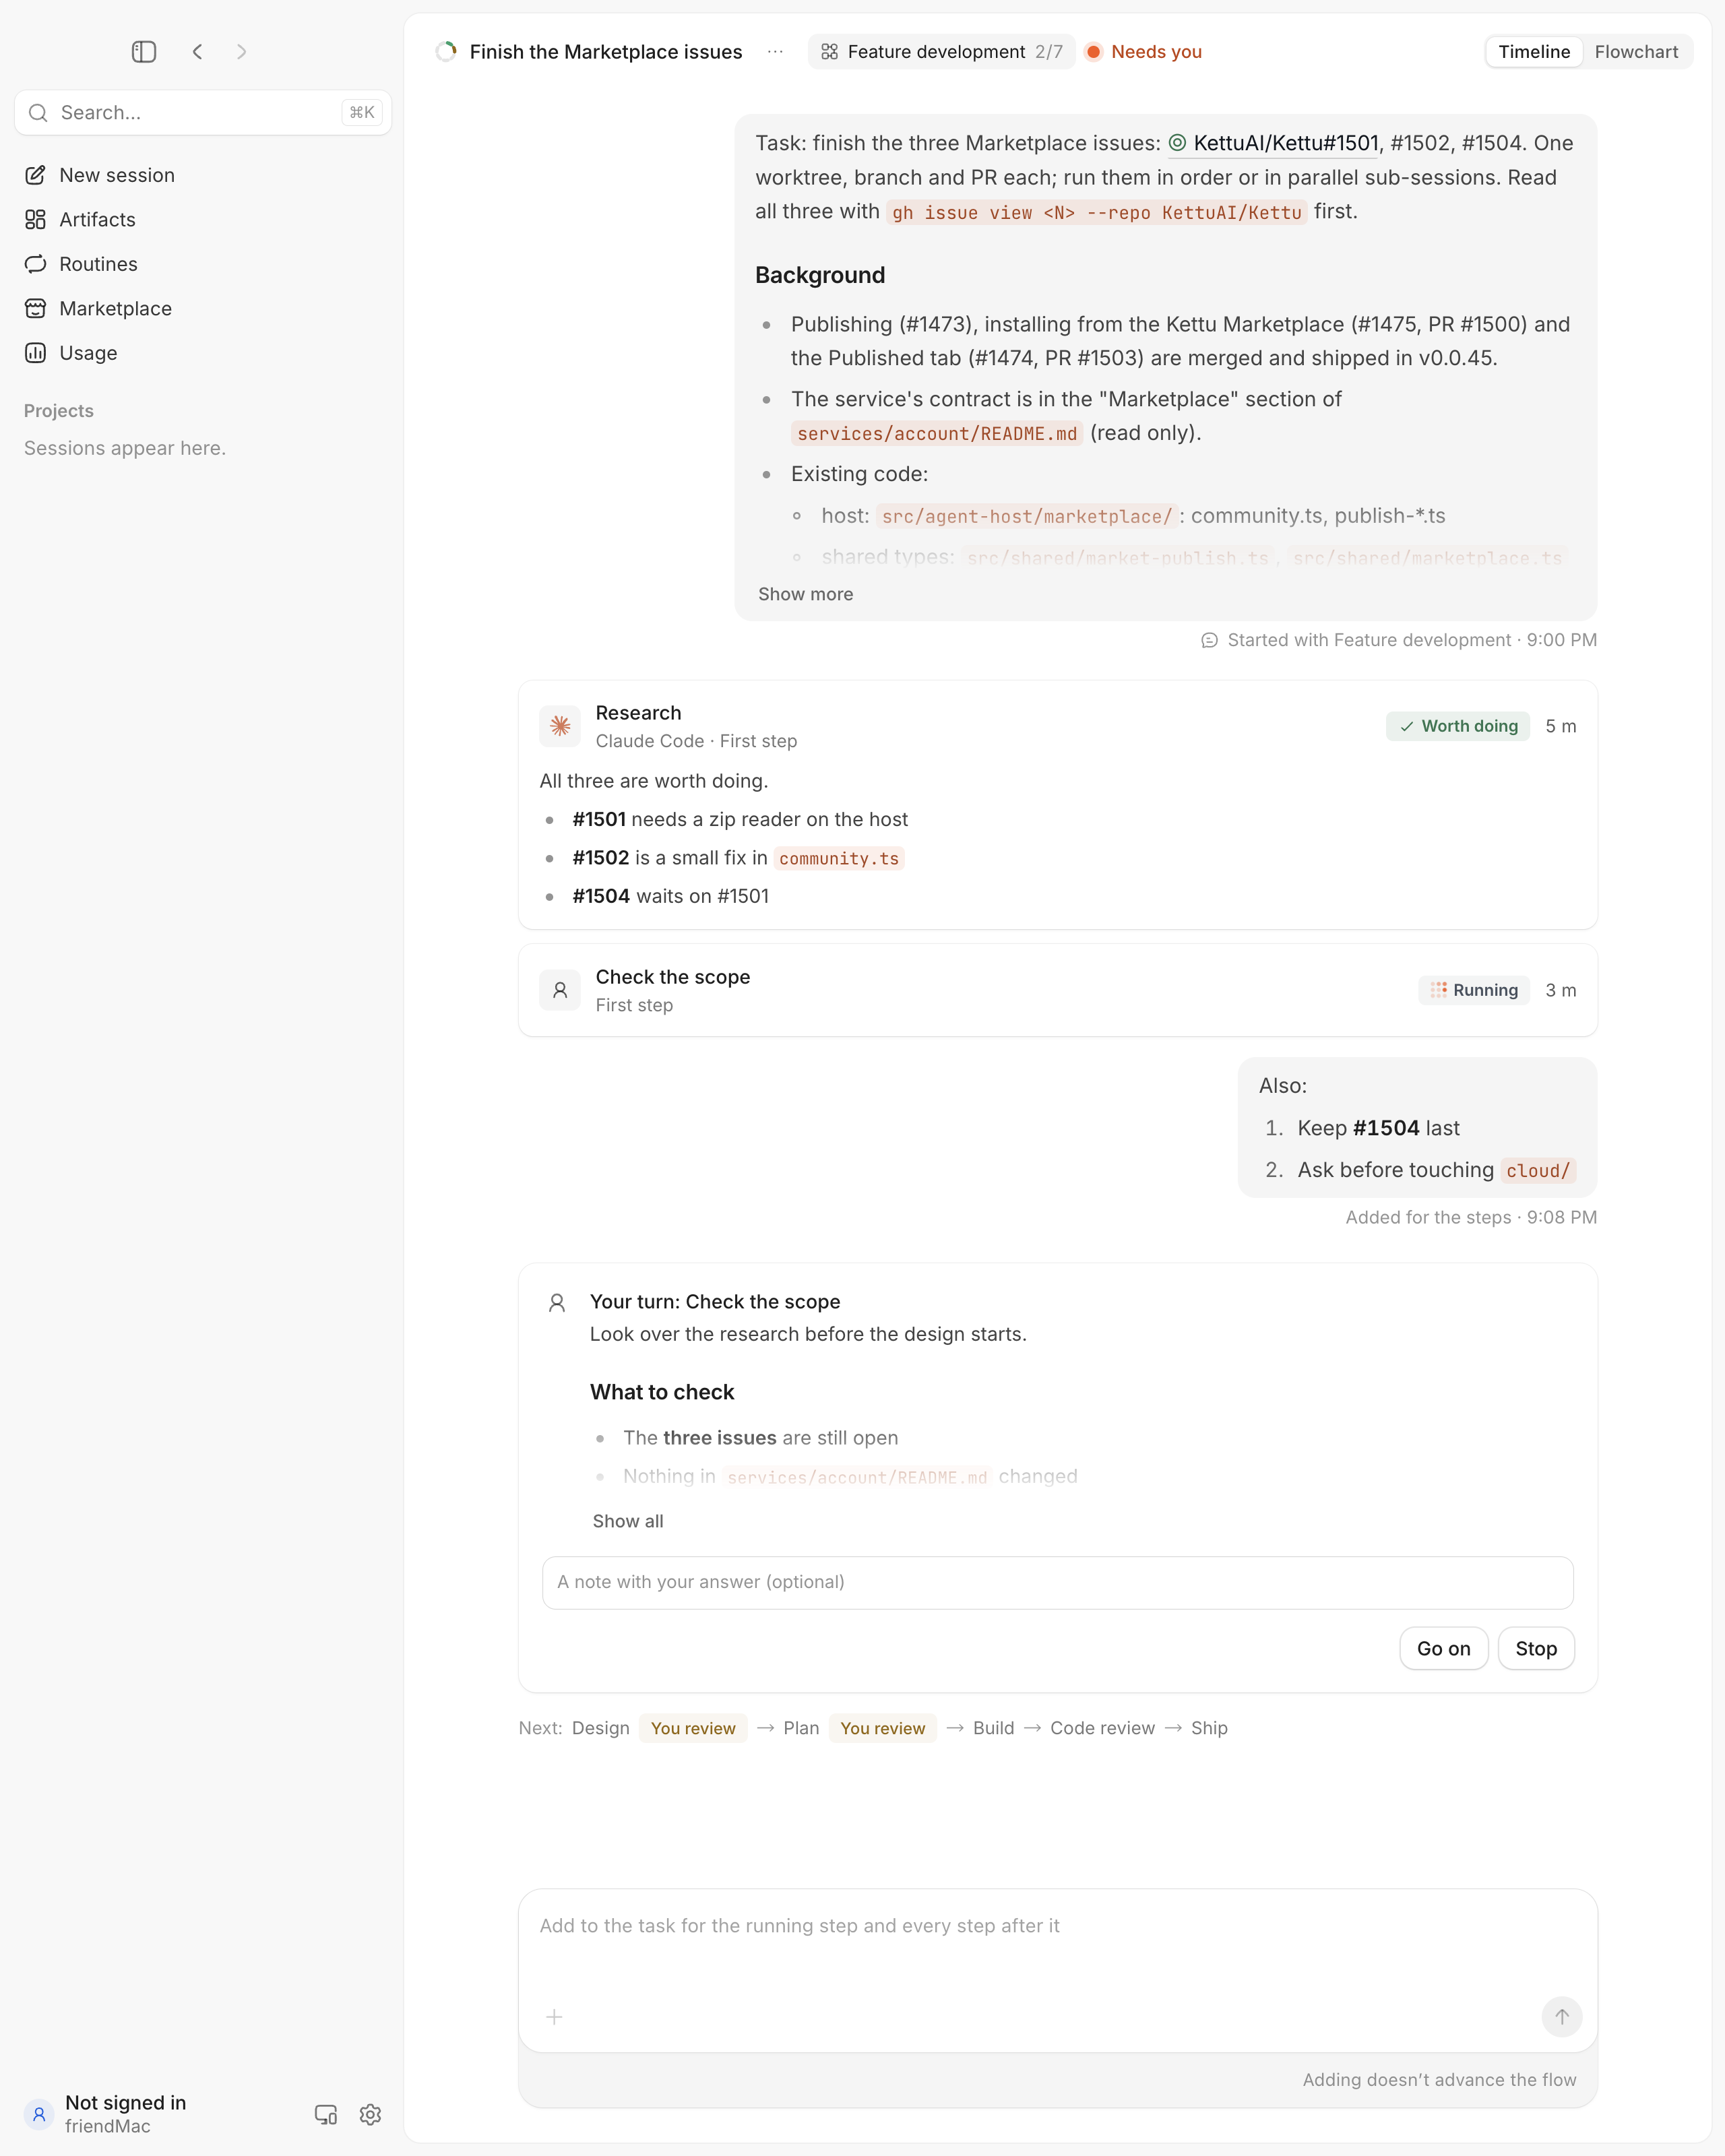 Search...
⌘K
New session
Artifacts
Routines
Marketplace
Usage
Projects
Sessions appear here.
Not signed in
friendMac
Finish the Marketplace issues
Feature development 2/7
Needs you
Timeline
Flowchart
Task: finish the three Marketplace issues: KettuAI/Kettu#1501, #1502, #1504. One
worktree, branch and PR each; run them in order or in parallel sub-sessions. Read
all three with gh issue view <N> --repo KettuAI/Kettu first.
Background
Publishing (#1473), installing from the Kettu Marketplace (#1475, PR #1500) and
the Published tab (#1474, PR #1503) are merged and shipped in v0.0.45.
The service's contract is in the "Marketplace" section of
services/account/README.md (read only).
Existing code:
host: src/agent-host/marketplace/: community.ts, publish-*.ts
shared types: src/shared/market-publish.ts, src/shared/marketplace.ts
Show more
Started with Feature development · 9:00 PM
Research
Claude Code · First step
Worth doing
5 m
All three are worth doing.
#1501 needs a zip reader on the host
#1502 is a small fix in community.ts
#1504 waits on #1501
Check the scope
First step
Running
3 m
Also:
1. Keep #1504 last
2. Ask before touching cloud/
Added for the steps · 9:08 PM
Your turn: Check the scope
Look over the research before the design starts.
What to check
The three issues are still open
Nothing in services/account/README.md changed
Show all
A note with your answer (optional)
Go on
Stop
Next: Design You review → Plan You review → Build → Code review → Ship
Add to the task for the running step and every step after it
Adding doesn't advance the flow